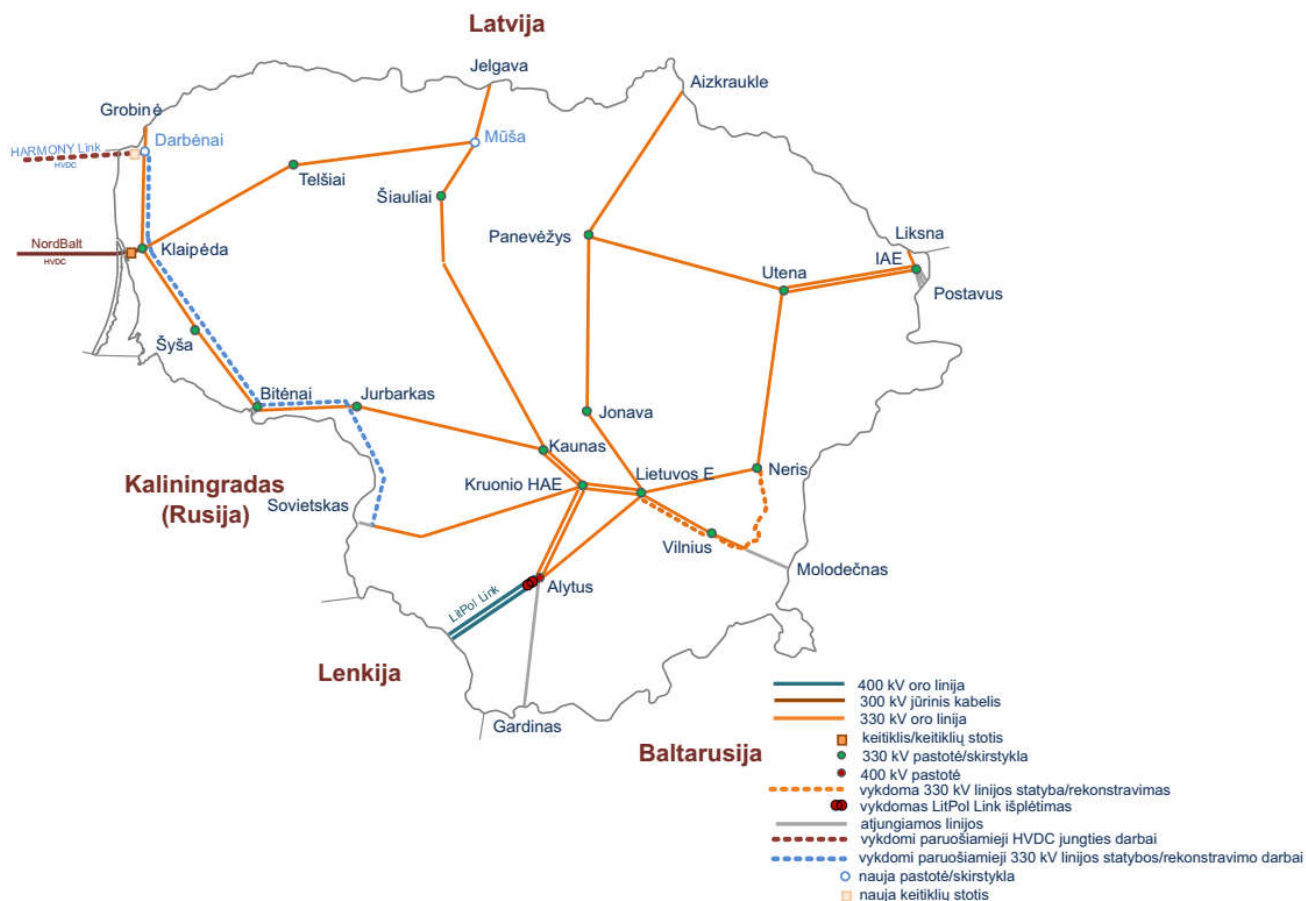 Latvija
Jelgava
Aizkraukle
Grobinė
Darbėnai
Mūša
HARMONY Link
HVDC
Telšiai
Šiauliai
Panevėžys
Liksna
NordBalt
HVDC
Klaipėda
IAE
Utena
Postavus
Šyša
Bitėnai
Jurbarkas
Jonava
Kaunas
Lietuvos E
Neris
Kaliningradas
(Rusija)
Kruonio HAE
Sovietskas
Vilnius
Molodečnas
Alytus
LitPol Link
Lenkija
Gardinas
Baltarusija
400 kV oro linija
300 kV jūrinis kabelis
330 kV oro linija
keitiklis/keitiklių stotis
330 kV pastotė/skirstykla
400 kV pastotė
vykdoma 330 kV linijos statyba/rekonstravimas
vykdomas LitPol Link išplėtimas
atjungiamos linijos
vykdomi paruošiamieji HVDC jungties darbai
vykdomi paruošiamieji 330 kV linijos statybos/rekonstravimo darbai
nauja pastotė/skirstykla
nauja keitiklių stotis